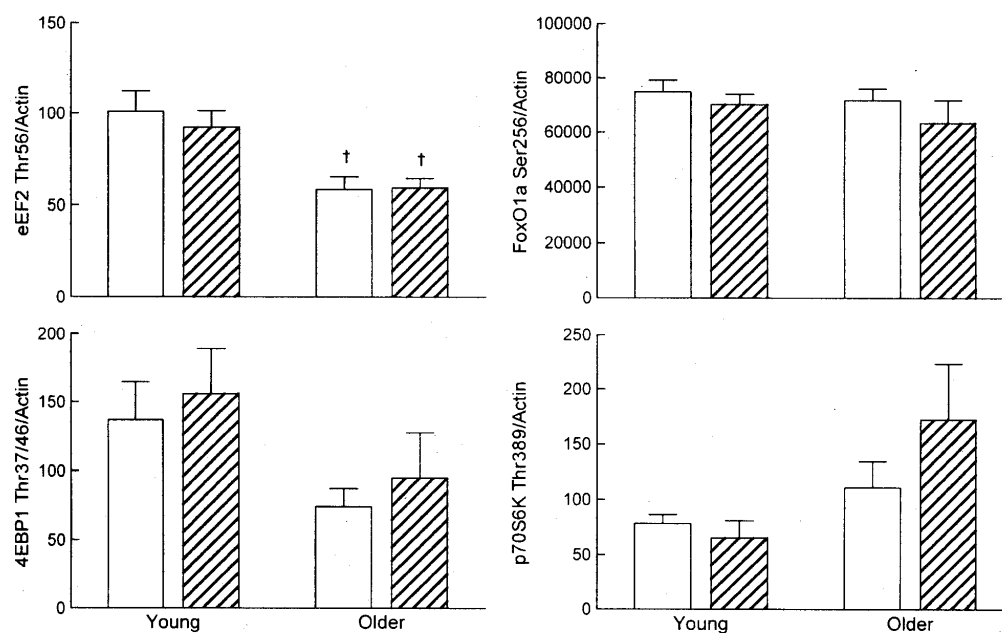 eEF2 Thr56/Actin
150
100
50
0
†
†
FoxO1a Ser256/Actin
100000
80000
60000
40000
20000
0
4EBP1 Thr37/46/Actin
200
150
100
50
0
Young
Older
p70S6K Thr389/Actin
250
200
150
100
50
0
Young
Older